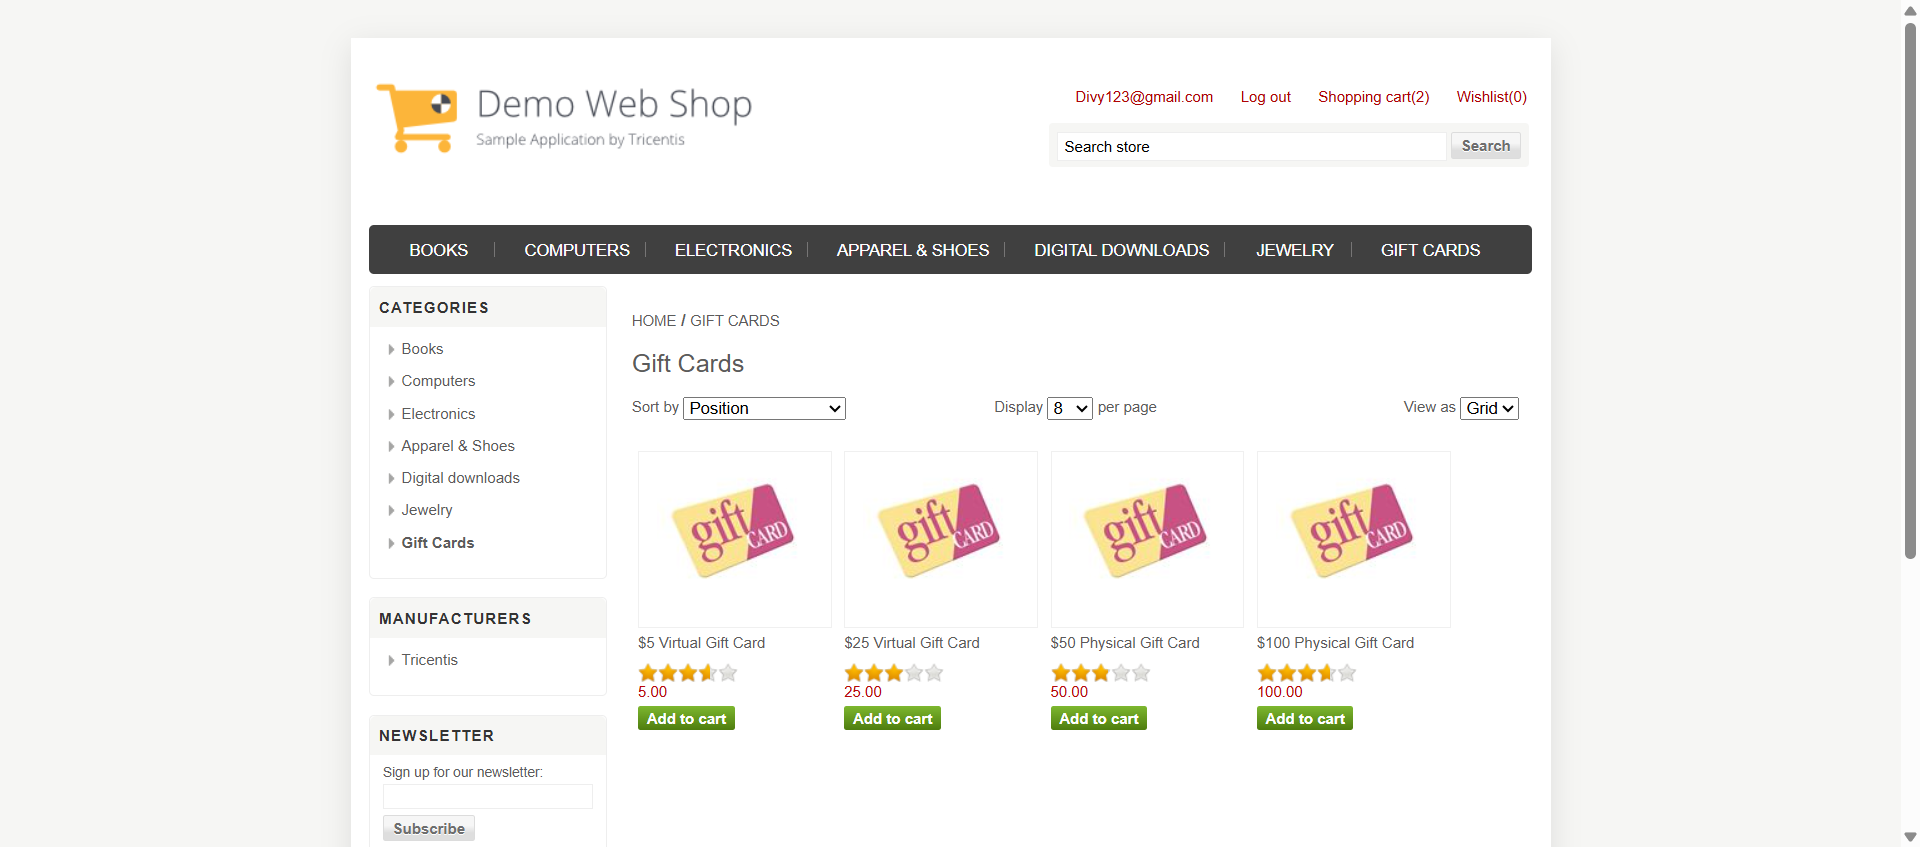 Demo Web Shop
Sample Application by Tricentis
Divy123@gmail.com Log out Shopping cart(2) Wishlist(0)
Search store Search
BOOKS COMPUTERS ELECTRONICS APPAREL & SHOES DIGITAL DOWNLOADS JEWELRY GIFT CARDS
CATEGORIES
Books
Computers
Electronics
Apparel & Shoes
Digital downloads
Jewelry
Gift Cards
MANUFACTURERS
Tricentis
NEWSLETTER
Sign up for our newsletter:
Subscribe
HOME / GIFT CARDS
Gift Cards
Sort by Position Display 8 per page View as Grid
gift CARD gift CARD gift CARD gift CARD
$5 Virtual Gift Card $25 Virtual Gift Card $50 Physical Gift Card $100 Physical Gift Card
5.00 25.00 50.00 100.00
Add to cart Add to cart Add to cart Add to cart